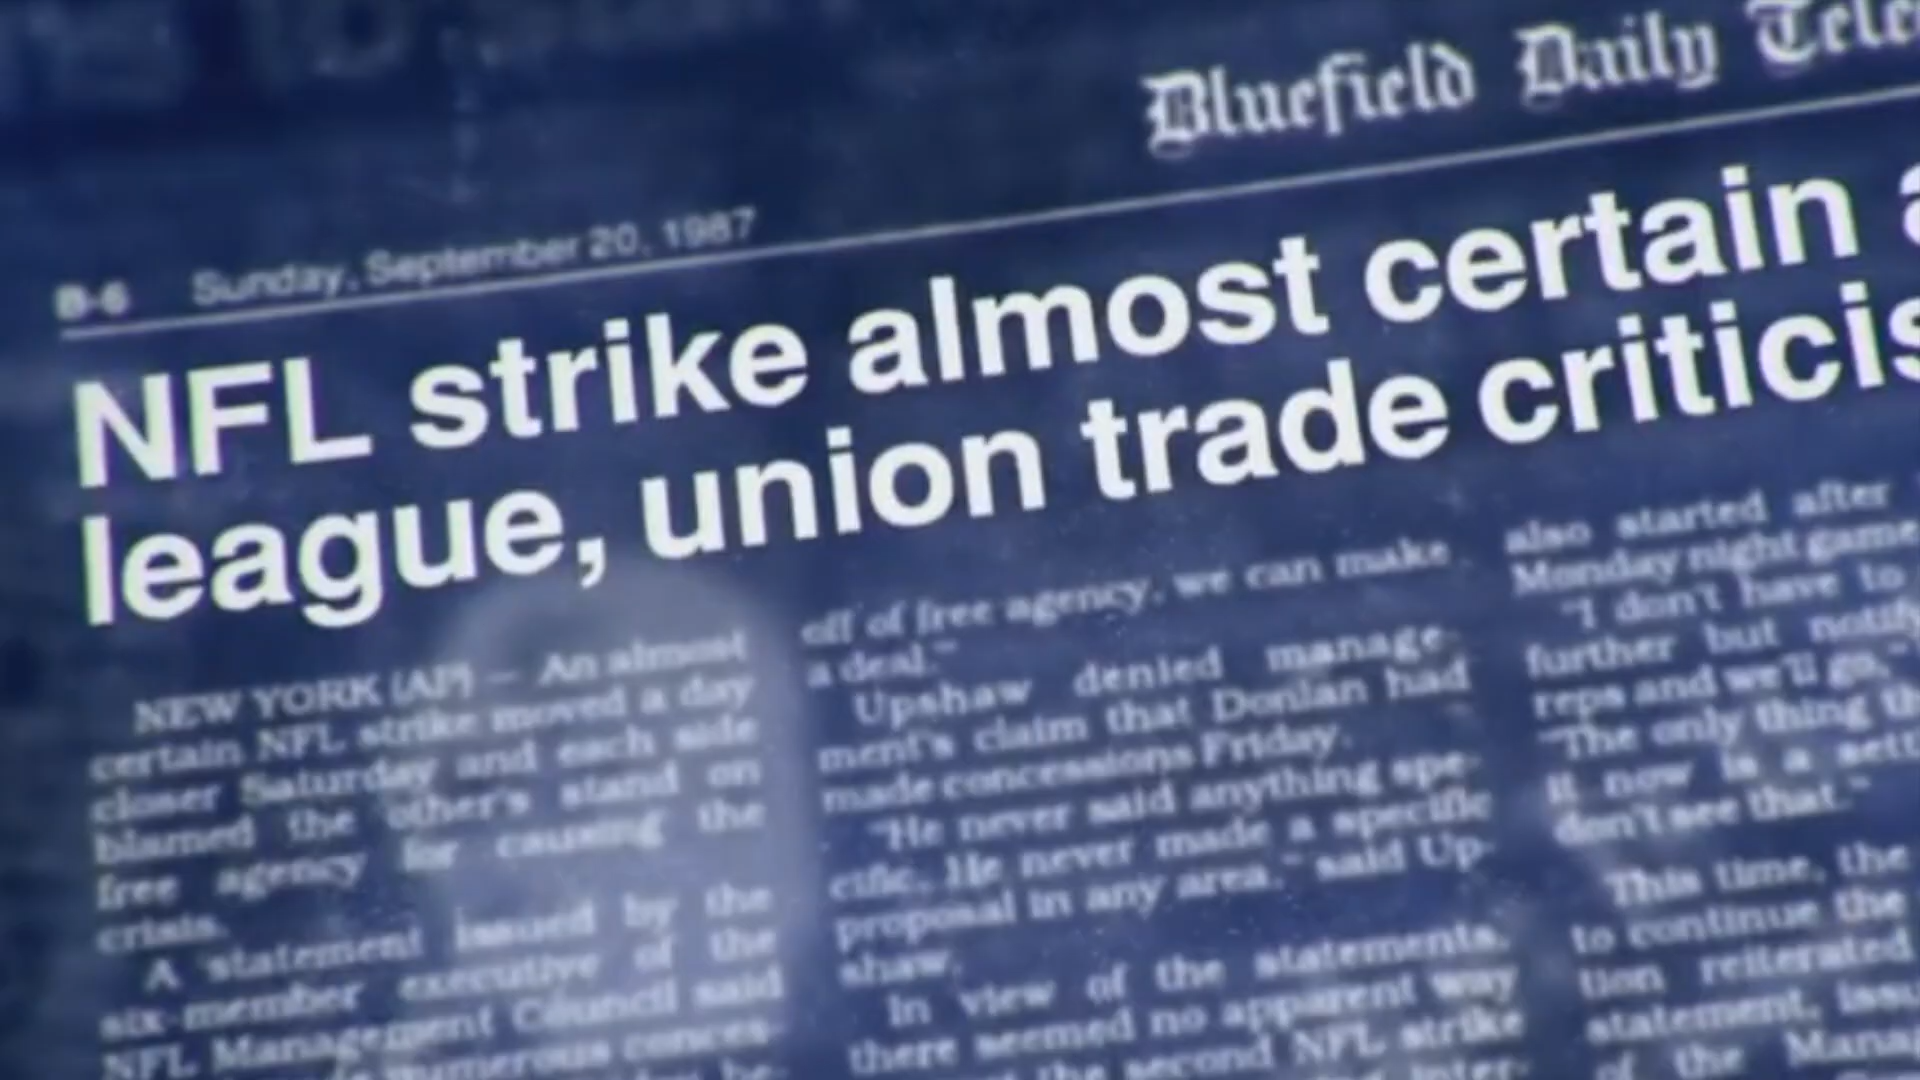 Bluefield Daily Tele
B-6 Sunday, September 20, 1987
NFL strike almost certain a
league, union trade criticis
NEW YORK (AP) — An almost
certain NFL strike moved a day
closer Saturday and each side
blamed the other's stand on
free agency for causing the
crisis.
A statement issued by the
six-member executive of the
NFL Management Council said
numerous conces-
be-
off of free agency, we can make
a deal."
Upshaw denied manage-
ment's claim that Donlan had
made concessions Friday.
"He never said anything spe-
cific. He never made a specific
proposal in any area," said Up-
shaw.
In view of the statements,
there seemed no apparent way
the second NFL strike
inter-
also started after
Monday night game
"I don't have to
further but notify
reps and we'll go,"
"The only thing th
it now is a settl
don't see that."
This time, the
to continue the
tion reiterated
statement, issu
of the Manag